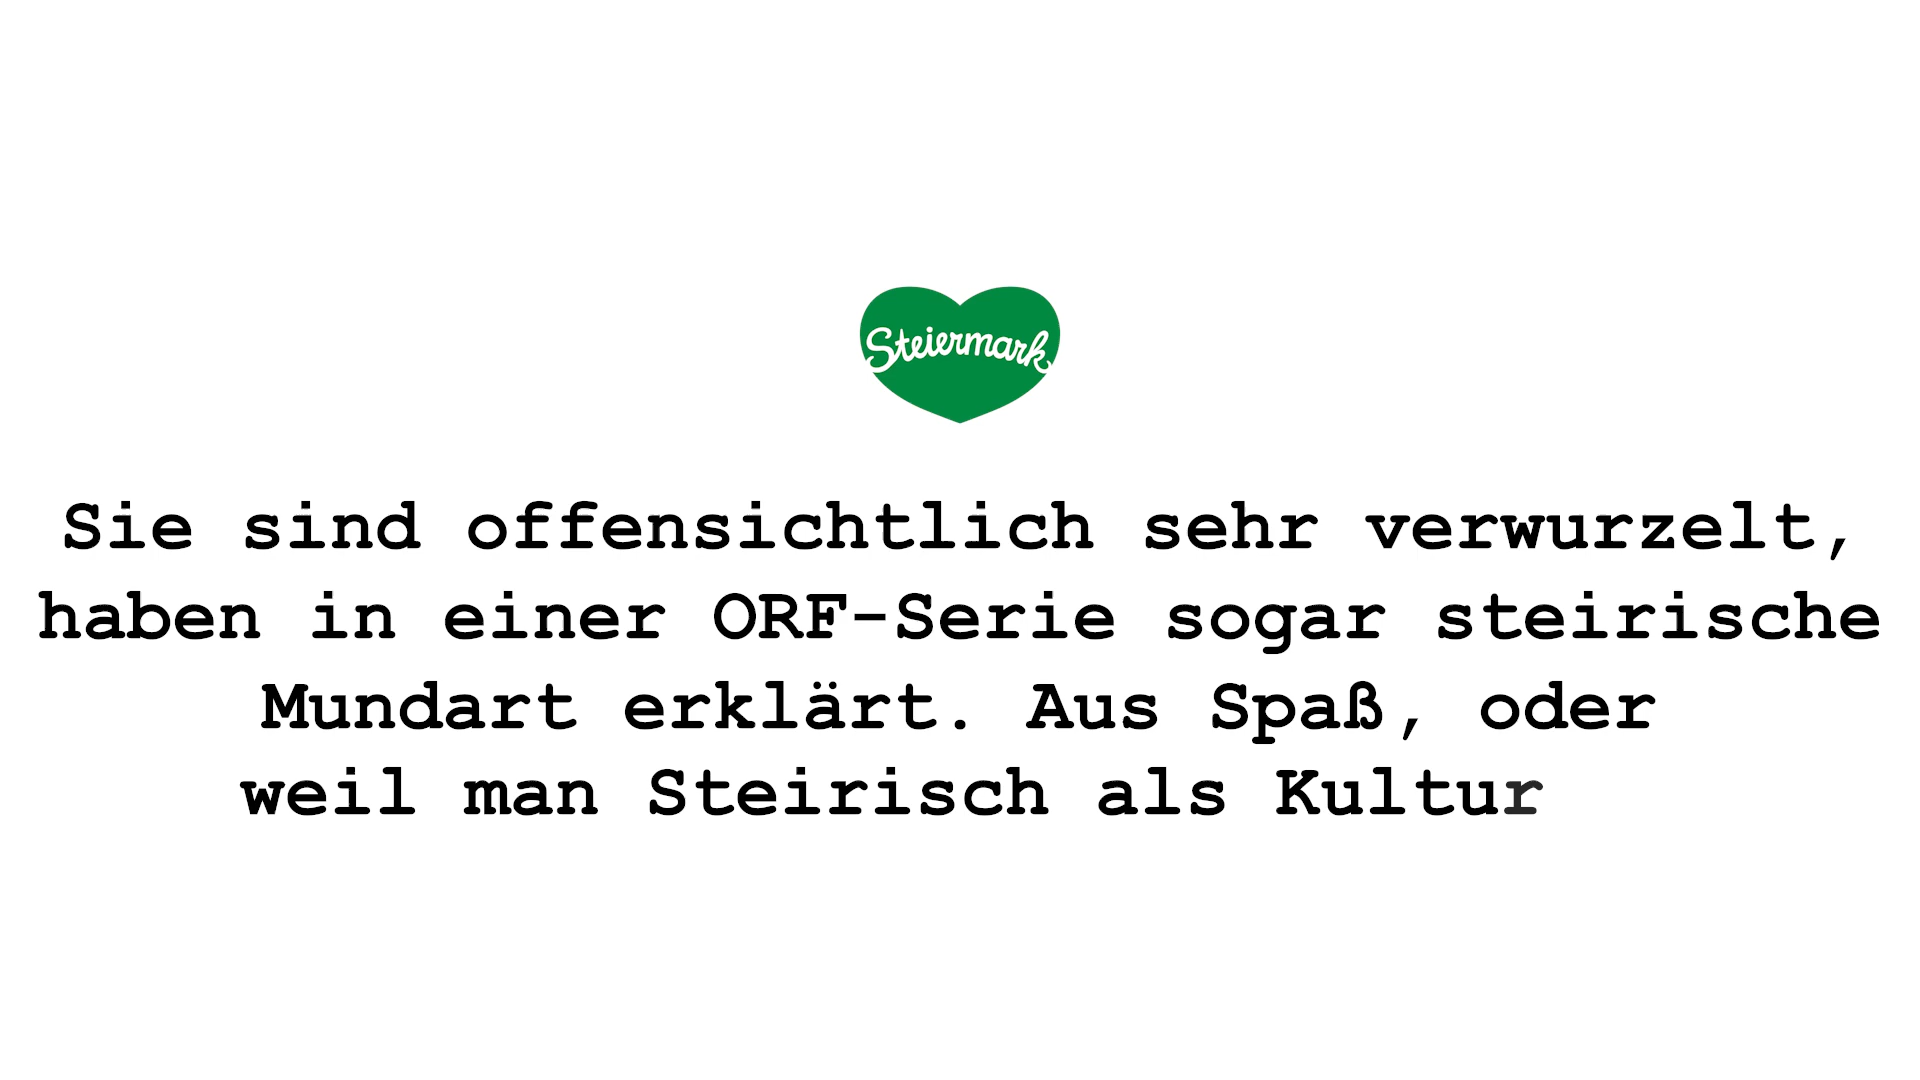 Steiermark
Sie sind offensichtlich sehr verwurzelt,
haben in einer ORF-Serie sogar steirische
Mundart erklärt. Aus Spaß, oder
weil man Steirisch als Kultur